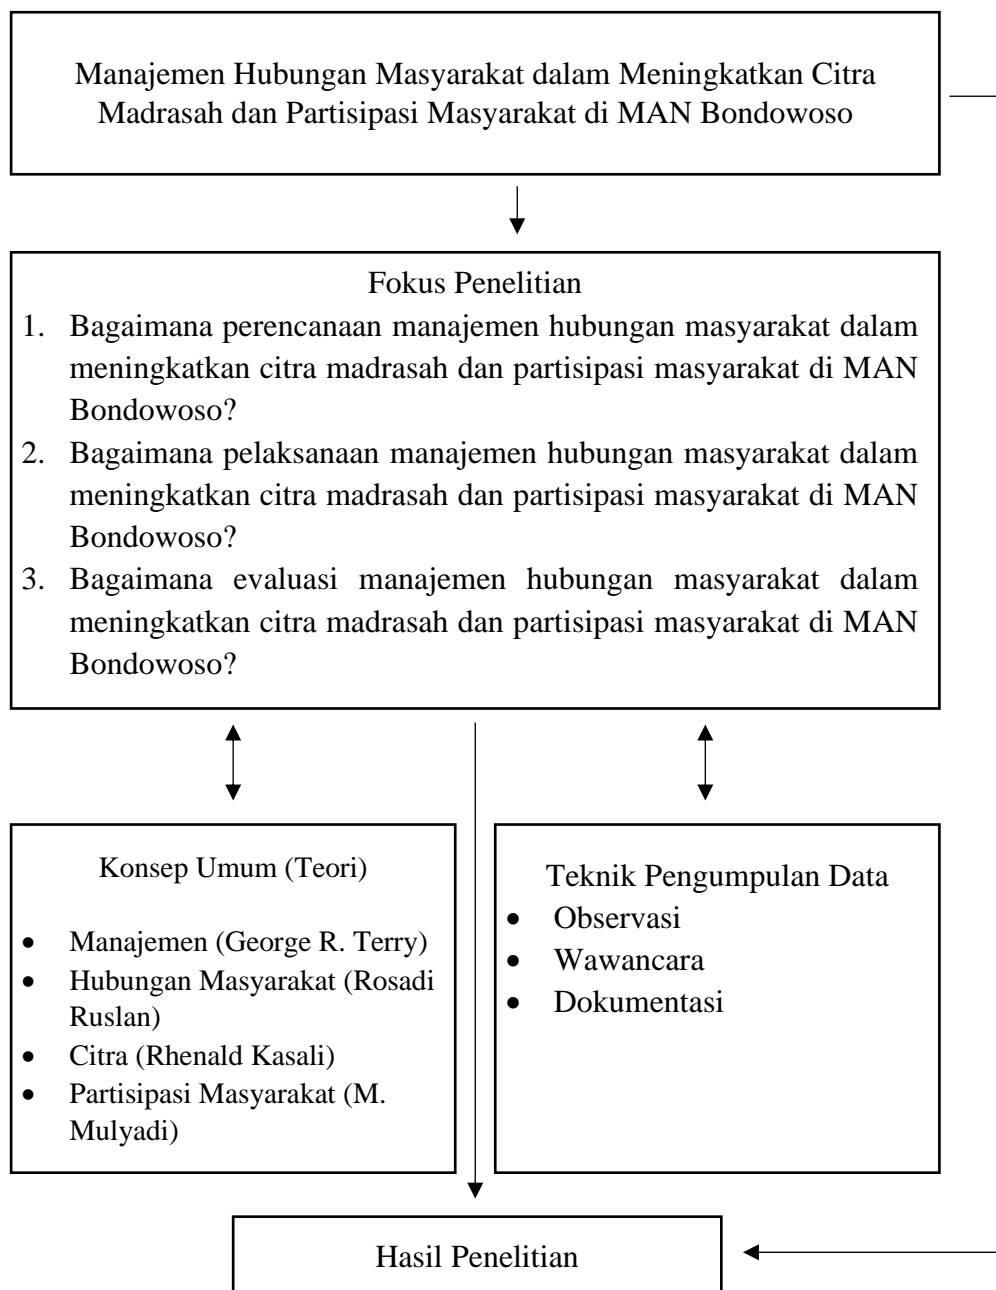 Manajemen Hubungan Masyarakat dalam Meningkatkan Citra
Madrasah dan Partisipasi Masyarakat di MAN Bondowoso
Fokus Penelitian
1. Bagaimana perencanaan manajemen hubungan masyarakat dalam
meningkatkan citra madrasah dan partisipasi masyarakat di MAN
Bondowoso?
2. Bagaimana pelaksanaan manajemen hubungan masyarakat dalam
meningkatkan citra madrasah dan partisipasi masyarakat di MAN
Bondowoso?
3. Bagaimana evaluasi manajemen hubungan masyarakat dalam
meningkatkan citra madrasah dan partisipasi masyarakat di MAN
Bondowoso?
Konsep Umum (Teori)
• Manajemen (George R. Terry)
• Hubungan Masyarakat (Rosadi
Ruslan)
• Citra (Rhenald Kasali)
• Partisipasi Masyarakat (M.
Mulyadi)
Teknik Pengumpulan Data
• Observasi
• Wawancara
• Dokumentasi
Hasil Penelitian